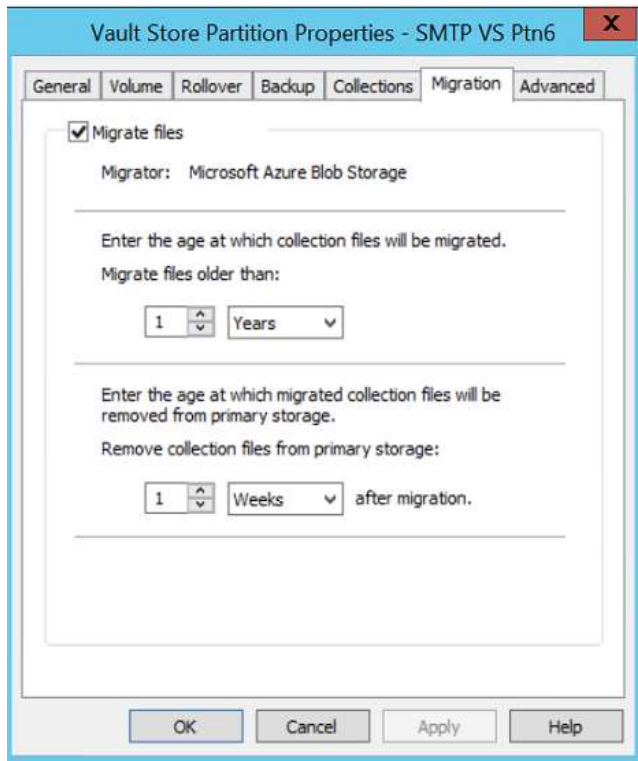 Vault Store Partition Properties - SMTP VS Ptn6
X
General Volume Rollover Backup Collections Migration Advanced
Migrate files
Migrator: Microsoft Azure Blob Storage
Enter the age at which collection files will be migrated.
Migrate files older than:
1 Years
Enter the age at which migrated collection files will be
removed from primary storage.
Remove collection files from primary storage:
1 Weeks after migration.
OK Cancel Apply Help